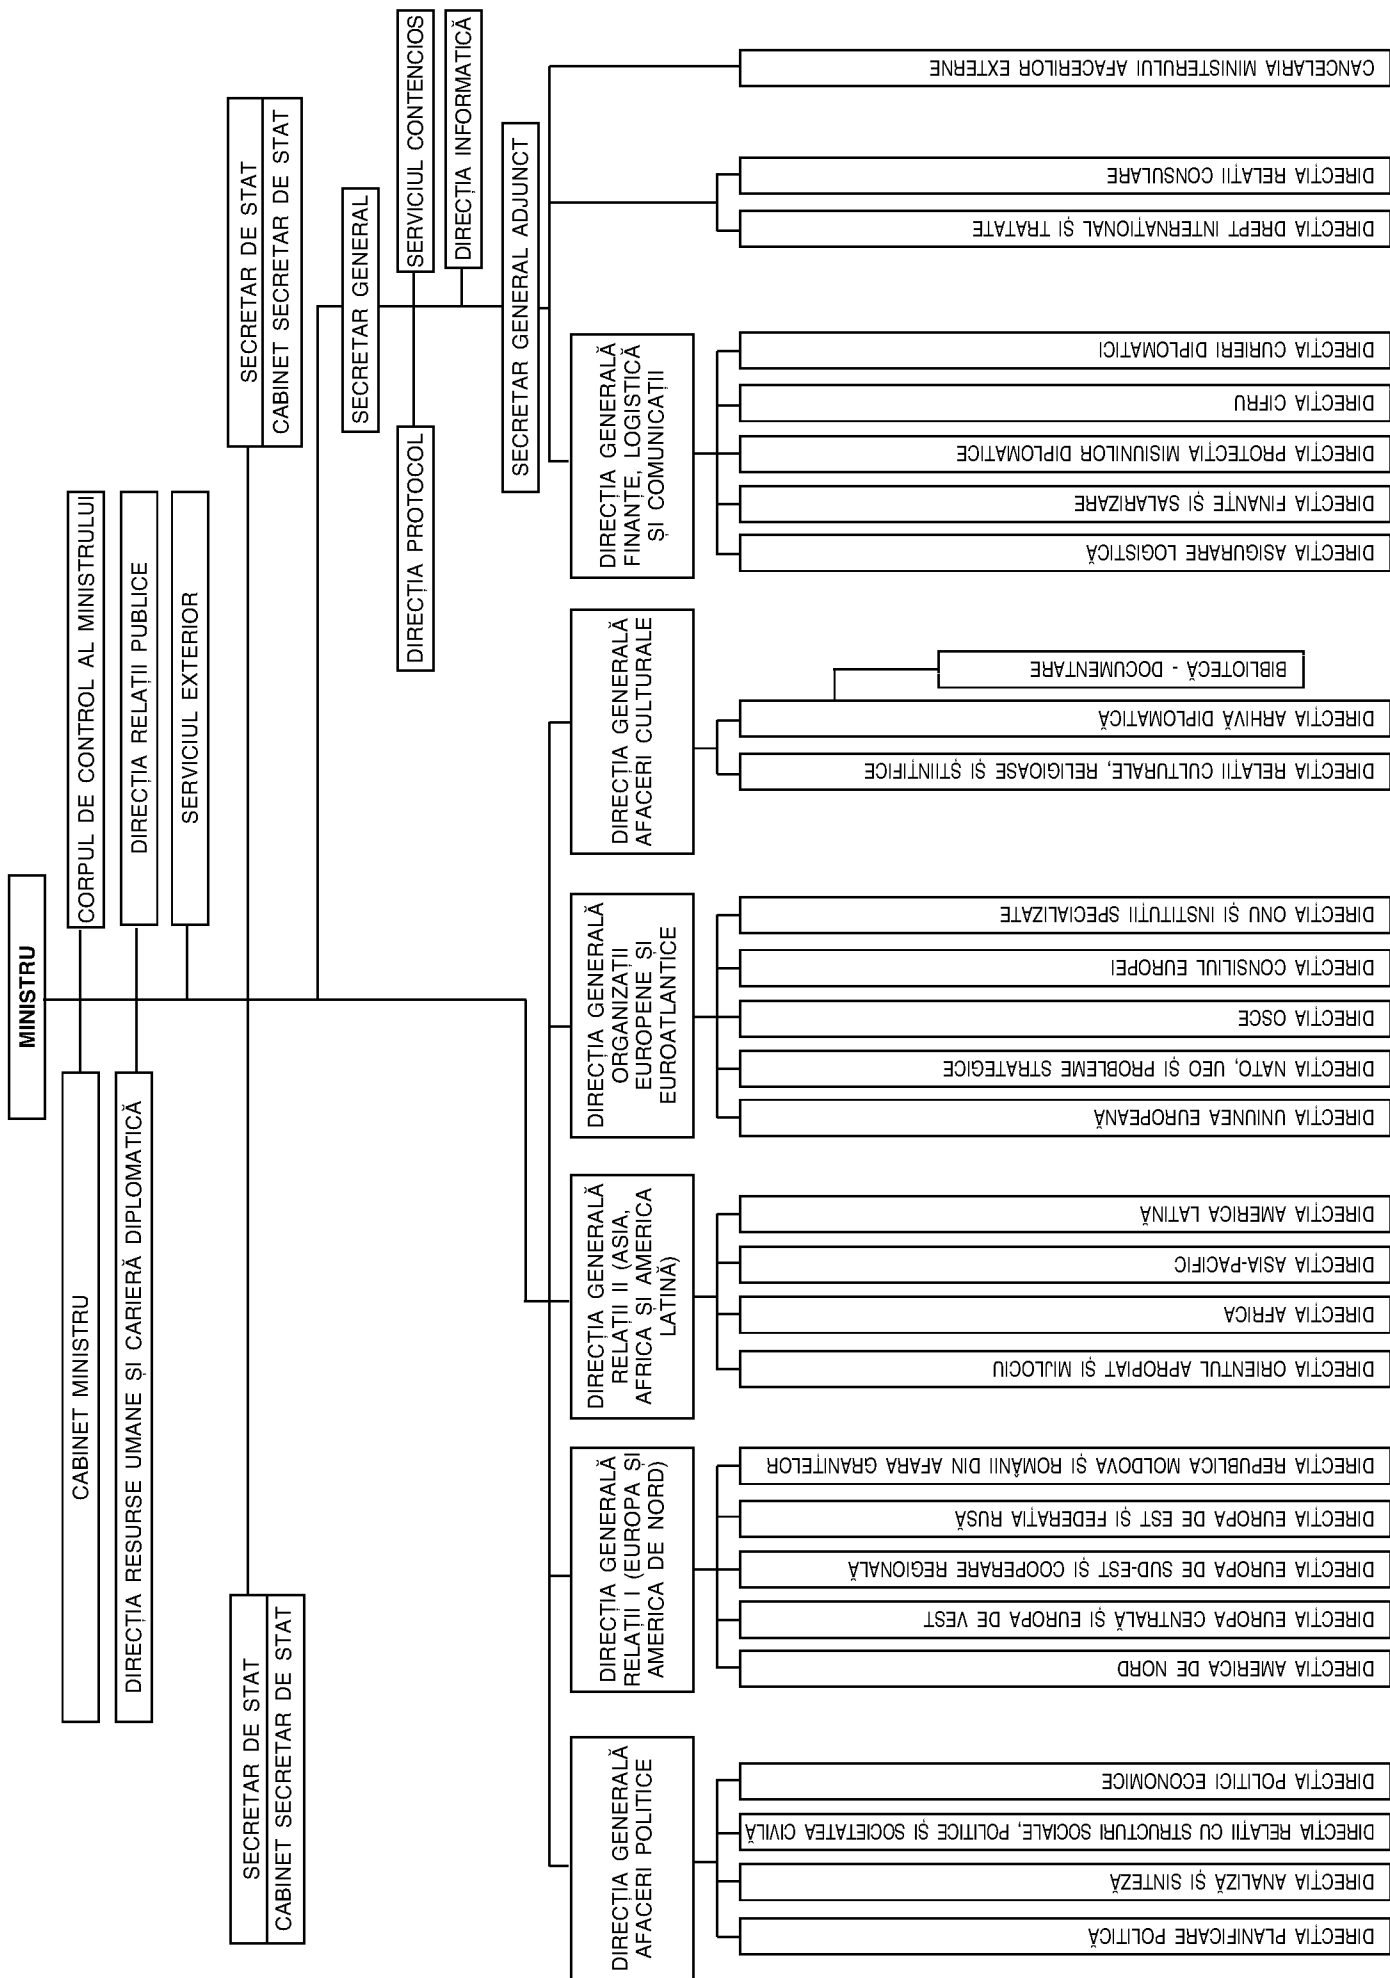 MINISTRU
CABINET MINISTRU
CORPUL DE CONTROL AL MINISTRULUI
DIRECȚIA RESURSE UMANE ȘI CARIERĂ DIPLOMATICĂ
DIRECȚIA RELAȚII PUBLICE
SERVICIUL EXTERIOR
SECRETAR DE STAT
CABINET SECRETAR DE STAT
SECRETAR DE STAT
CABINET SECRETAR DE STAT
SECRETAR GENERAL
DIRECȚIA PROTOCOL
SERVICIUL CONTENCIOS
DIRECȚIA INFORMATICĂ
SECRETAR GENERAL ADJUNCT
DIRECȚIA GENERALĂ
AFACERI POLITICE
DIRECȚIA GENERALĂ
RELAȚII I (EUROPA ȘI
AMERICA DE NORD)
DIRECȚIA GENERALĂ
RELAȚII II (ASIA,
AFRICA ȘI AMERICA
LATINĂ)
DIRECȚIA GENERALĂ
ORGANIZAȚII
EUROPENE ȘI
EUROATLANTICE
DIRECȚIA GENERALĂ
AFACERI CULTURALE
DIRECȚIA GENERALĂ
FINANȚE, LOGISTICĂ
ȘI COMUNICAȚII
DIRECȚIA PLANIFICARE POLITICĂ
DIRECȚIA ANALIZĂ ȘI SINTEZĂ
DIRECȚIA RELAȚII CU STRUCTURI SOCIALE, POLITICE ȘI SOCIETATEA CIVILĂ
DIRECȚIA POLITICI ECONOMICE
DIRECȚIA AMERICA DE NORD
DIRECȚIA EUROPA CENTRALĂ ȘI EUROPA DE VEST
DIRECȚIA EUROPA DE SUD-EST ȘI COOPERARE REGIONALĂ
DIRECȚIA EUROPA DE EST ȘI FEDERAȚIA RUSĂ
DIRECȚIA REPUBLICA MOLDOVA ȘI ROMÂNII DIN AFARA GRANIȚELOR
DIRECȚIA ORIENTUL APROPIAT ȘI MIJLOCIU
DIRECȚIA AFRICA
DIRECȚIA ASIA-PACIFIC
DIRECȚIA AMERICA LATINĂ
DIRECȚIA UNIUNEA EUROPEANĂ
DIRECȚIA NATO, UEO ȘI PROBLEME STRATEGICE
DIRECȚIA OSCE
DIRECȚIA CONSILIUL EUROPEI
DIRECȚIA ONU ȘI INSTITUȚII SPECIALIZATE
DIRECȚIA RELAȚII CULTURALE, RELIGIOASE ȘI ȘTIINȚIFICE
DIRECȚIA ARHIVĂ DIPLOMATICĂ
BIBLIOTECĂ - DOCUMENTARE
DIRECȚIA ASIGURARE LOGISTICĂ
DIRECȚIA FINANȚE ȘI SALARIZARE
DIRECȚIA PROTECȚIA MISIUNILOR DIPLOMATICE
DIRECȚIA CIFRU
DIRECȚIA CURIERI DIPLOMATICI
DIRECȚIA DREPT INTERNAȚIONAL ȘI TRATATE
DIRECȚIA RELAȚII CONSULARE
CANCELARIA MINISTERULUI AFACERILOR EXTERNE